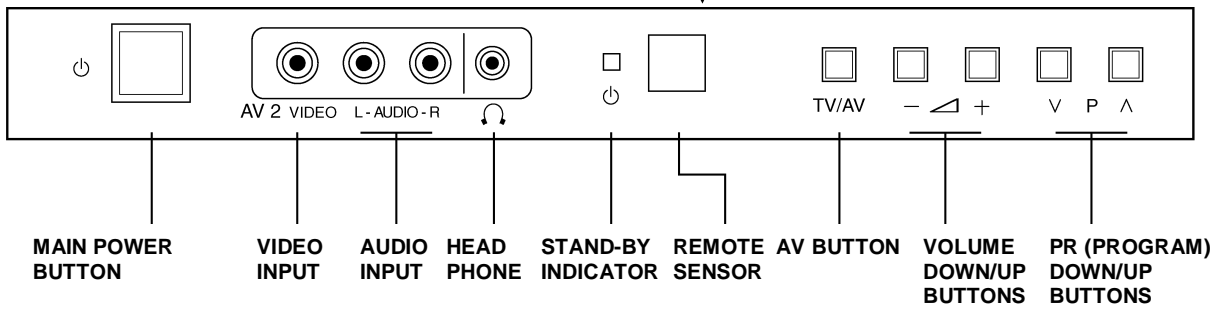 AV 2 VIDEO L - AUDIO - R
TV/AV
− +
∨ P ∧
MAIN POWER
BUTTON
VIDEO
INPUT
AUDIO
INPUT
HEAD
PHONE
STAND-BY
INDICATOR
REMOTE
SENSOR
AV BUTTON
VOLUME
DOWN/UP
BUTTONS
PR (PROGRAM)
DOWN/UP
BUTTONS